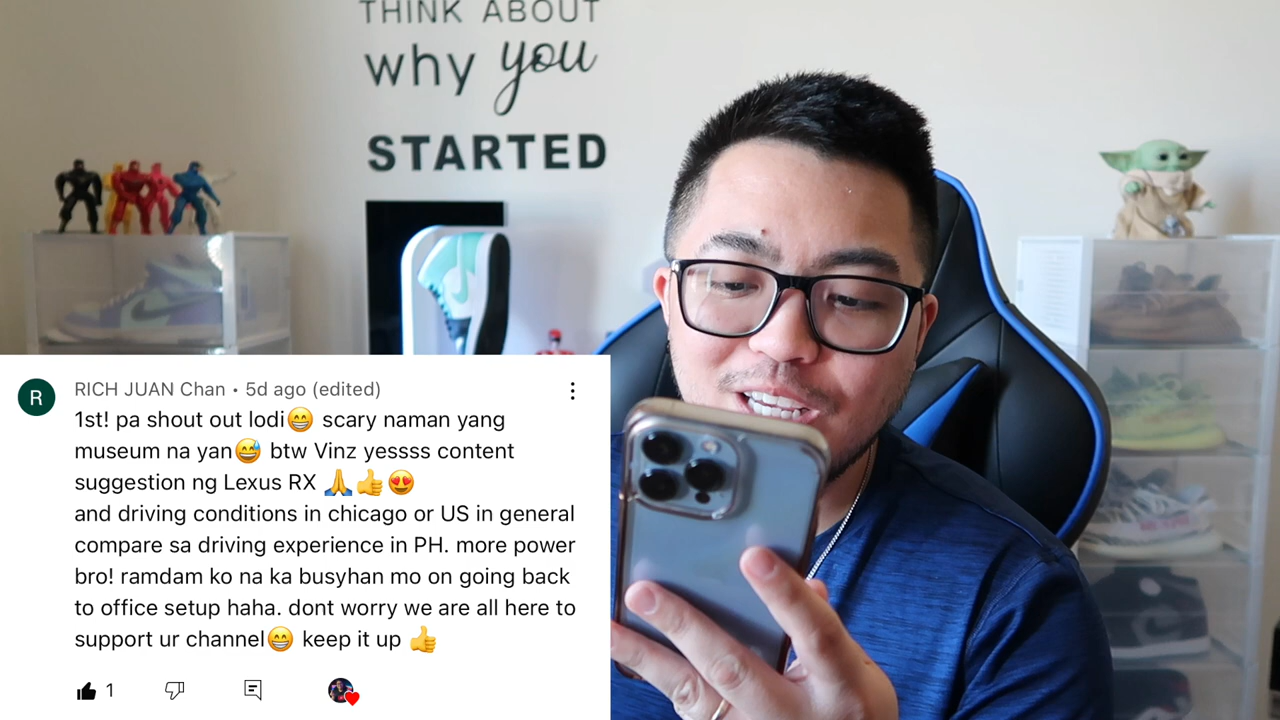 THINK ABOUT
why you
STARTED
R
RICH JUAN Chan • 5d ago (edited)
1st! pa shout out lodi😁 scary naman yang
museum na yan😅 btw Vinz yessss content
suggestion ng Lexus RX 🙏👍😍
and driving conditions in chicago or US in general
compare sa driving experience in PH. more power
bro! ramdam ko na ka busyhan mo on going back
to office setup haha. dont worry we are all here to
support ur channel😁 keep it up 👍
1